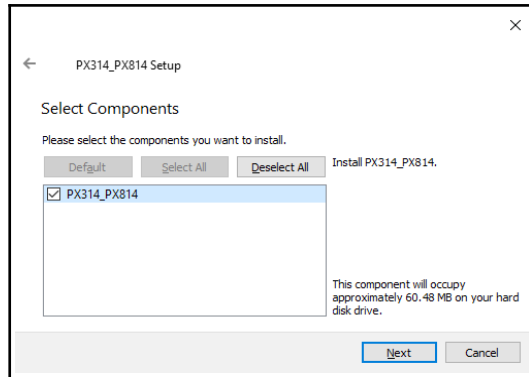 PX314_PX814 Setup
Select Components
Please select the components you want to install.
Default Select All Deselect All Install PX314_PX814.
PX314_PX814
This component will occupy
approximately 60.48 MB on your hard
disk drive.
Next Cancel